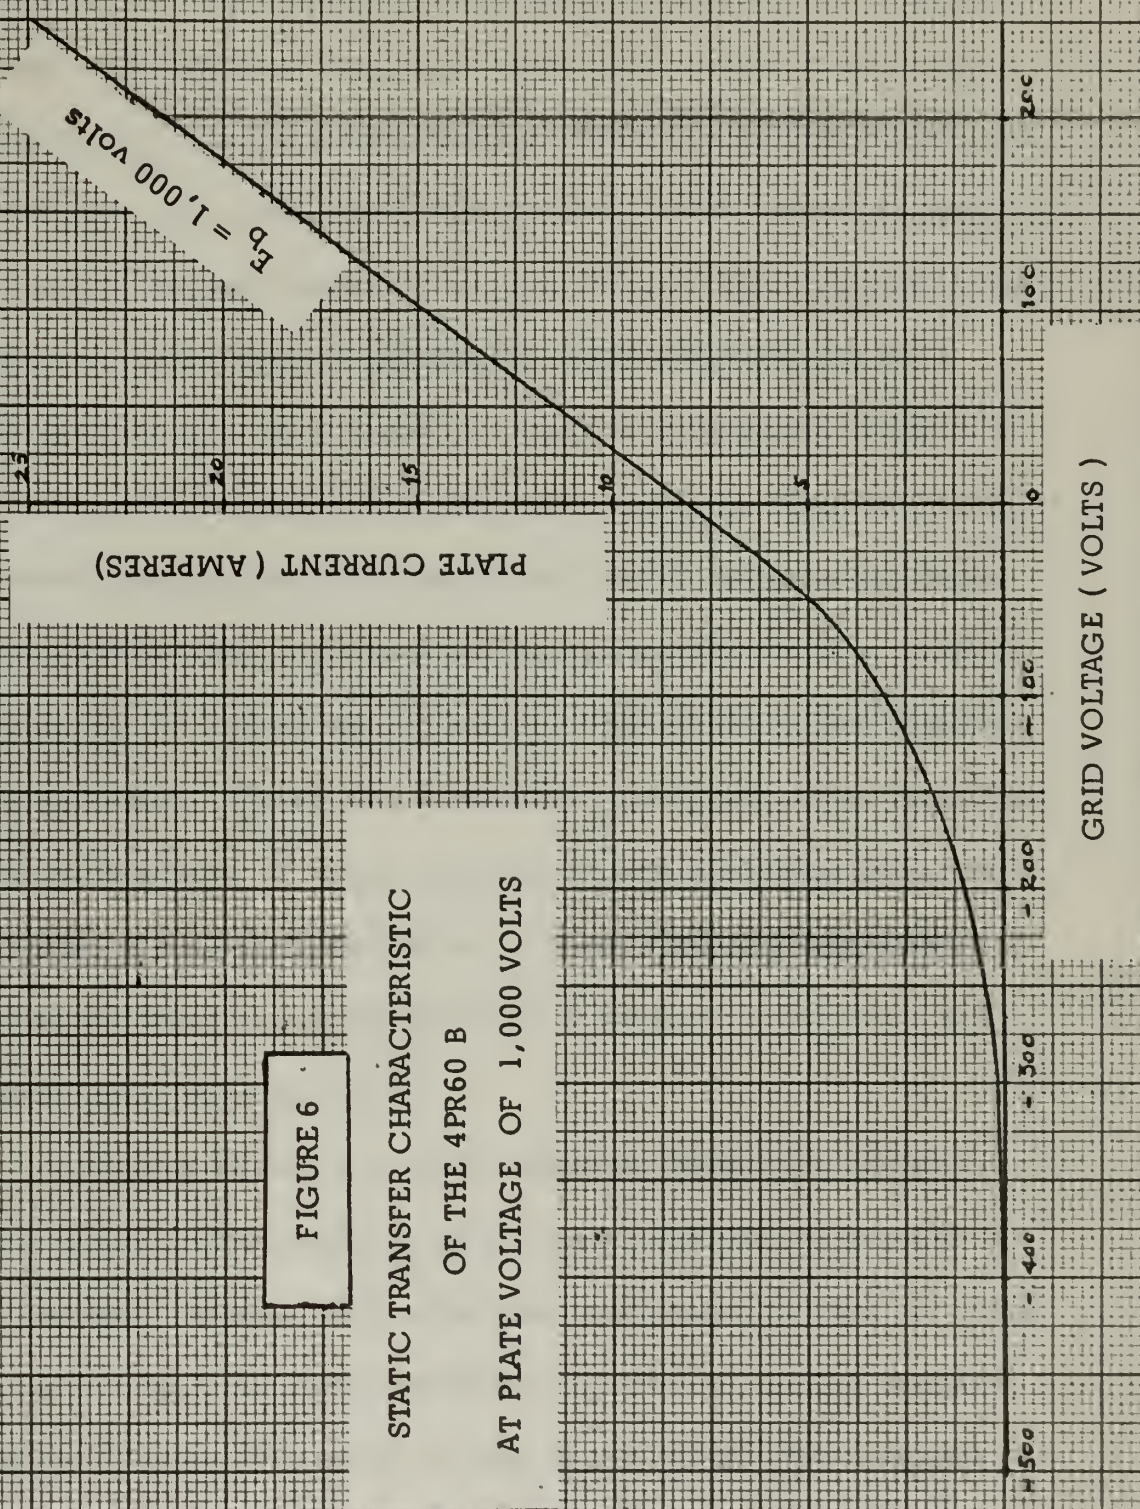 FIGURE 6
STATIC TRANSFER CHARACTERISTIC
OF THE 4PR60 B
AT PLATE VOLTAGE OF 1,000 VOLTS
PLATE CURRENT ( AMPERES)
25
20
15
10
5
E_b = 1,000 volts
- 500
- 400
- 300
- 200
- 100
0
100
200
GRID VOLTAGE ( VOLTS )